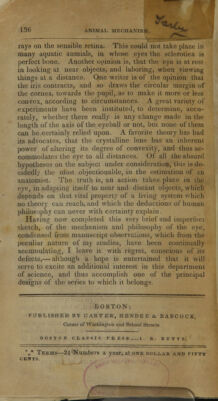 136 ANIMAL MECHANISM.
rays on the sensible retina. This could not take place in
many aquatic animals, in whose eyes the sclerotica is
perfect bone. Another opinion is, that the eye is at rest
in looking at near objects, and laboring, when viewing
things at a distance. One writer is of the opinion that
the iris contracts, and so draws the circular margin of
the cornea, towards the pupil, as to make it more or less
convex, according to circumstances. A great variety of
experiments have been instituted, to determine, accu-
rately, whether there really is any change made in the
length of the axis of the eyeball or not, but none of them
can be certainly relied upon. A favorite theory has had
its advocates, that the crystalline lens has an inherent
power of altering its degree of convexity, and thus ac-
commodates the eye to all distances. Of all the absurd
hypotheses on the subject under consideration, this is de-
cidedly the most objectionable, in the estimation of an
anatomist. The truth is, an action takes place in the
eye, in adapting itself to near and distant objects, which
depends on that vital property of a living system which
no theory can reach, and which the deductions of human
philosophy can never with certainty explain.
Having now completed this very brief and imperfect
sketch, of the mechanism and philosophy of the eye,
condensed from manuscript observations, which from the
peculiar nature of my studies, have been continually
accumulating, I leave it with regret, conscious of its
defects,—although a hope is entertained that it will
serve to excite an additional interest in this department
of science, and thus accomplish one of the principal
designs of the series to which it belongs.
BOSTON:
PUBLISHED BY CARTER, HENDEE & BABCOCK,
Corner of Washington and School Streets.
BOSTON CLASSIC PRESS....I. R. BUTTS.
*** TERMS—24 Numbers a year, at ONE DOLLAR AND FIFTY
CENTS.